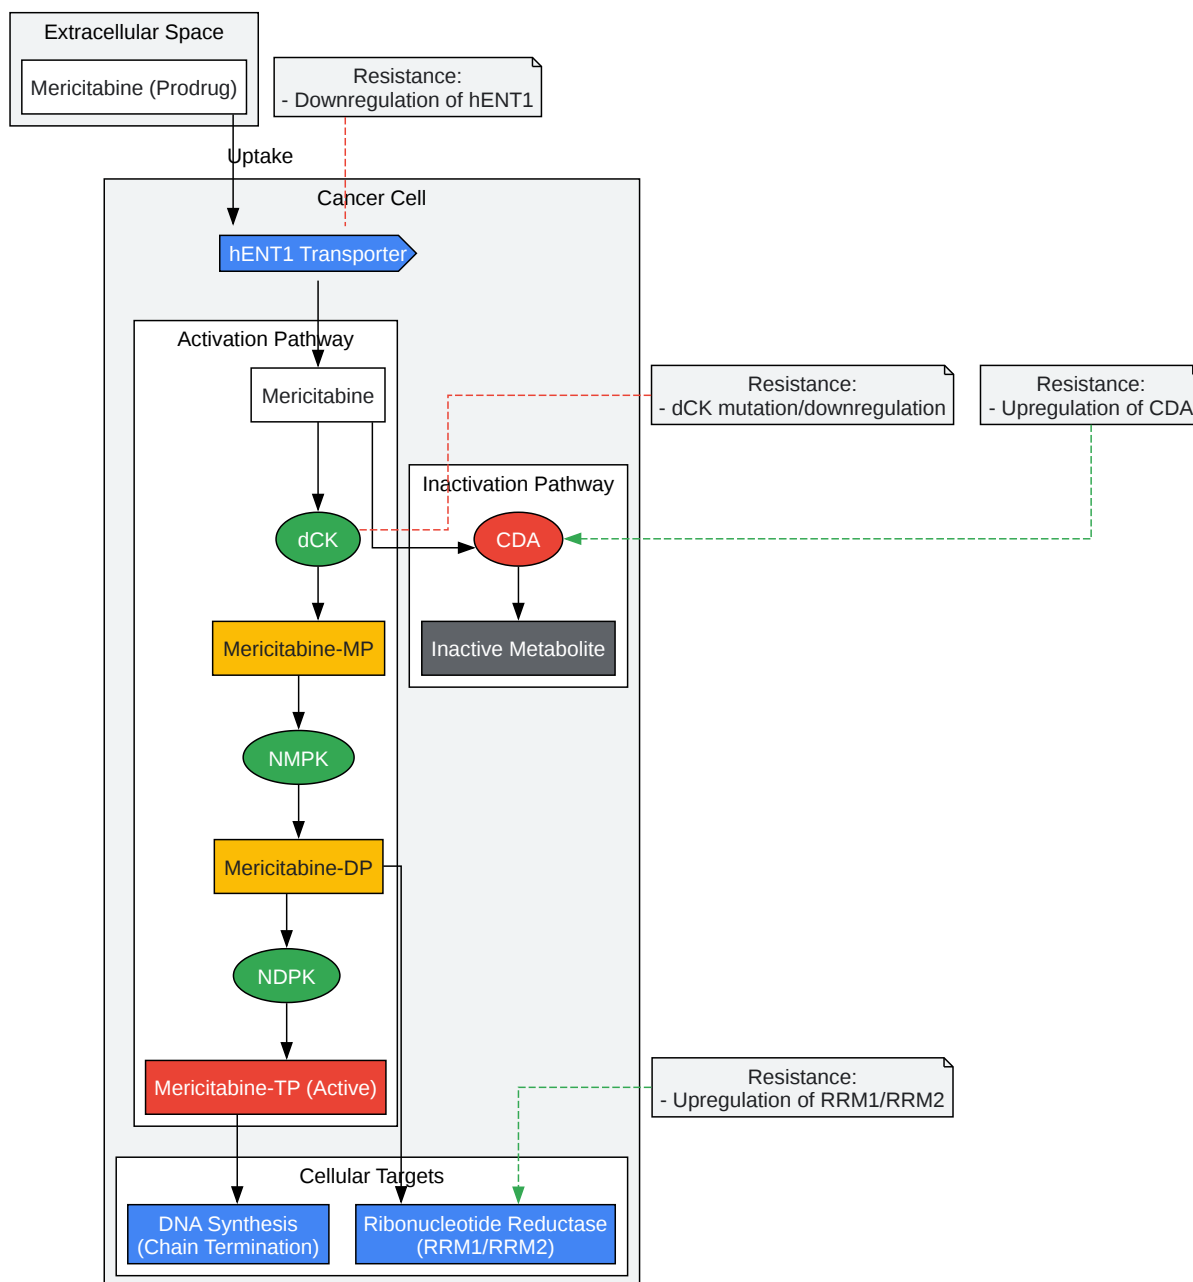 Extracellular Space
Mericitabine (Prodrug)
Resistance:
- Downregulation of hENT1
Uptake
Cancer Cell
hENT1 Transporter
Activation Pathway
Mericitabine
Resistance:
- dCK mutation/downregulation
Resistance:
- Upregulation of CDA
Inactivation Pathway
dCK
CDA
Mericitabine-MP
Inactive Metabolite
NMPK
Mericitabine-DP
NDPK
Mericitabine-TP (Active)
Resistance:
- Upregulation of RRM1/RRM2
Cellular Targets
DNA Synthesis
(Chain Termination)
Ribonucleotide Reductase
(RRM1/RRM2)